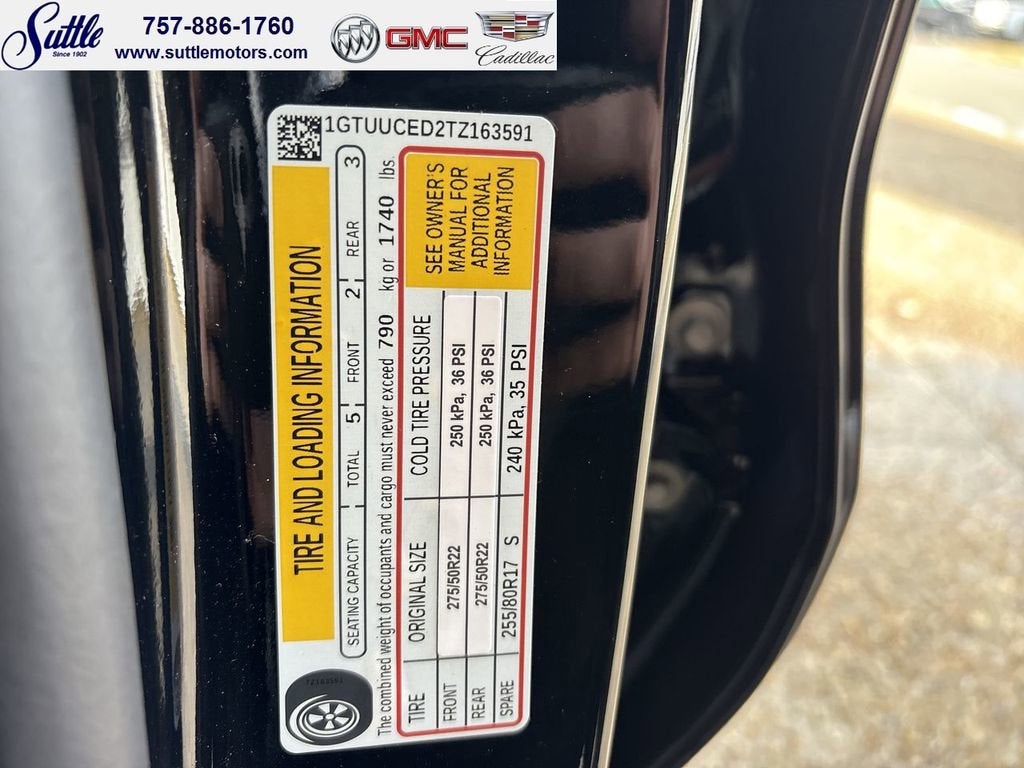 Suttle
Since 1902
757-886-1760
www.suttlemotors.com
GMC
Cadillac
1GTUUCED2TZ163591
TIRE AND LOADING INFORMATION
SEATING CAPACITY TOTAL 5 FRONT 2 REAR 3
The combined weight of occupants and cargo must never exceed 790 kg or 1740 lbs.
TIRE ORIGINAL SIZE COLD TIRE PRESSURE
FRONT 275/50R22 250 kPa, 36 PSI
REAR 275/50R22 250 kPa, 36 PSI
SPARE 255/80R17 S 240 kPa, 35 PSI
SEE OWNER'S
MANUAL FOR
ADDITIONAL
INFORMATION
TZ163591